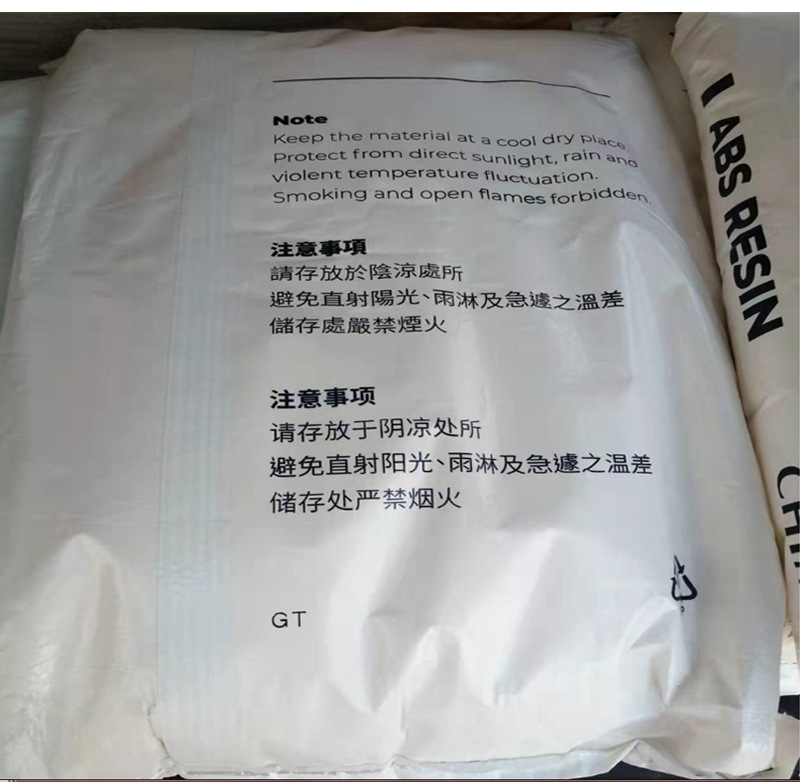 Note
Keep the material at a cool dry place.
Protect from direct sunlight, rain and
violent temperature fluctuation.
Smoking and open flames forbidden.
注意事項
請存放於陰涼處所
避免直射陽光、雨淋及急遽之溫差
儲存處嚴禁煙火
注意事项
请存放于阴凉处所
避免直射阳光、雨淋及急遽之温差
储存处严禁烟火
GT
ABS RESIN